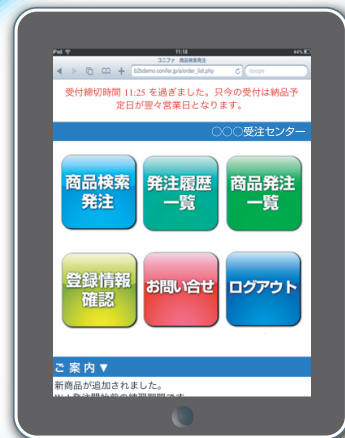 iPad 11:18 84%
コニファ 商品検索発注
b2bdemo.conifer.jp/a/order_list.php Google
受付締切時間 11:25 を過ぎました。只今の受付は納品予
定日が翌々営業日となります。
○○○受注センター
商品検索
発注
発注履歴
一覧
商品発注
一覧
登録情報
確認
お問い合せ
ログアウト
ご 案 内 ▼
新商品が追加されました。